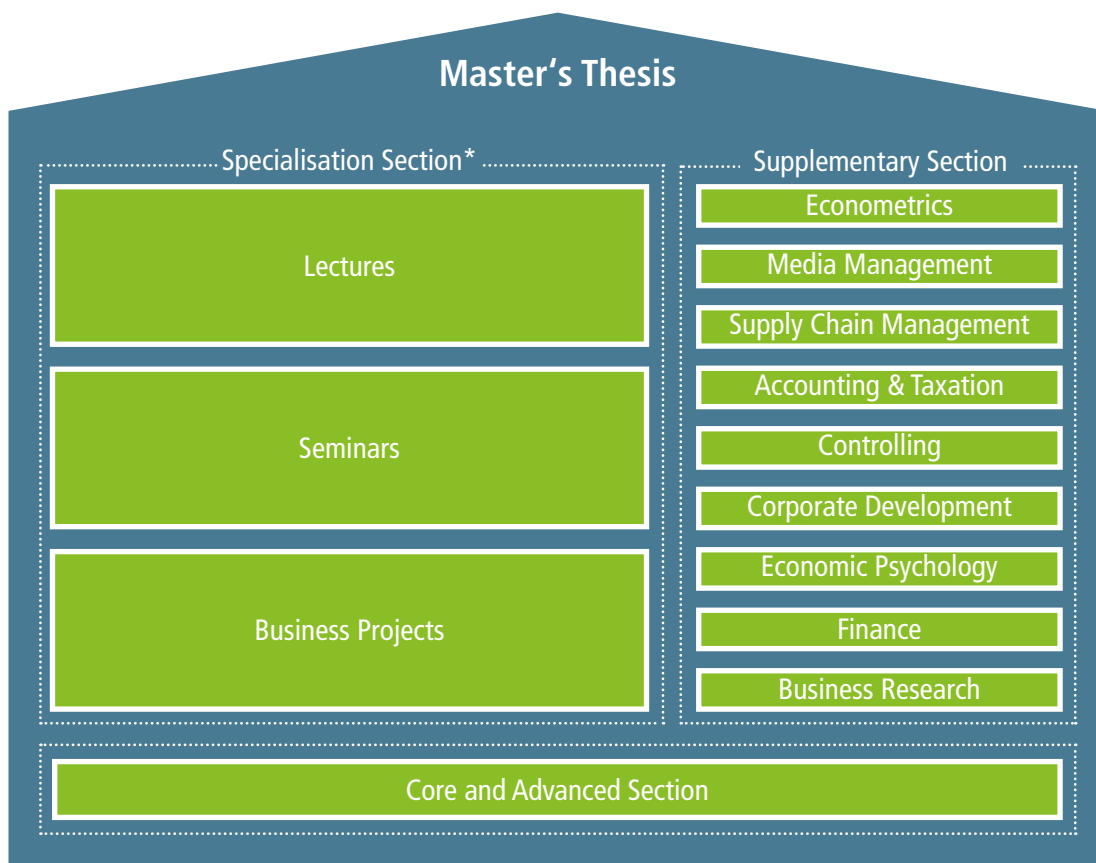 Master‘s Thesis
Specialisation Section*
Lectures
Seminars
Business Projects
Supplementary Section
Econometrics
Media Management
Supply Chain Management
Accounting & Taxation
Controlling
Corporate Development
Economic Psychology
Finance
Business Research
Core and Advanced Section